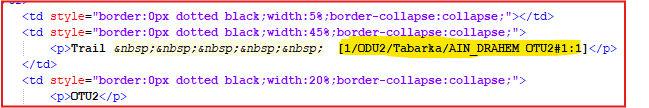 <td style="border:0px dotted black;width:5%;border-collapse:collapse;"></td>
<td style="border:0px dotted black;width:45%;border-collapse:collapse;">
<p>Trail &nbsp;&nbsp;&nbsp;&nbsp;&nbsp; [1/ODU2/Tabarka/AIN_DRAHEM OTU2#1:1]</p>
</td>
<td style="border:0px dotted black;width:20%;border-collapse:collapse;">
<p>OTU2</p>